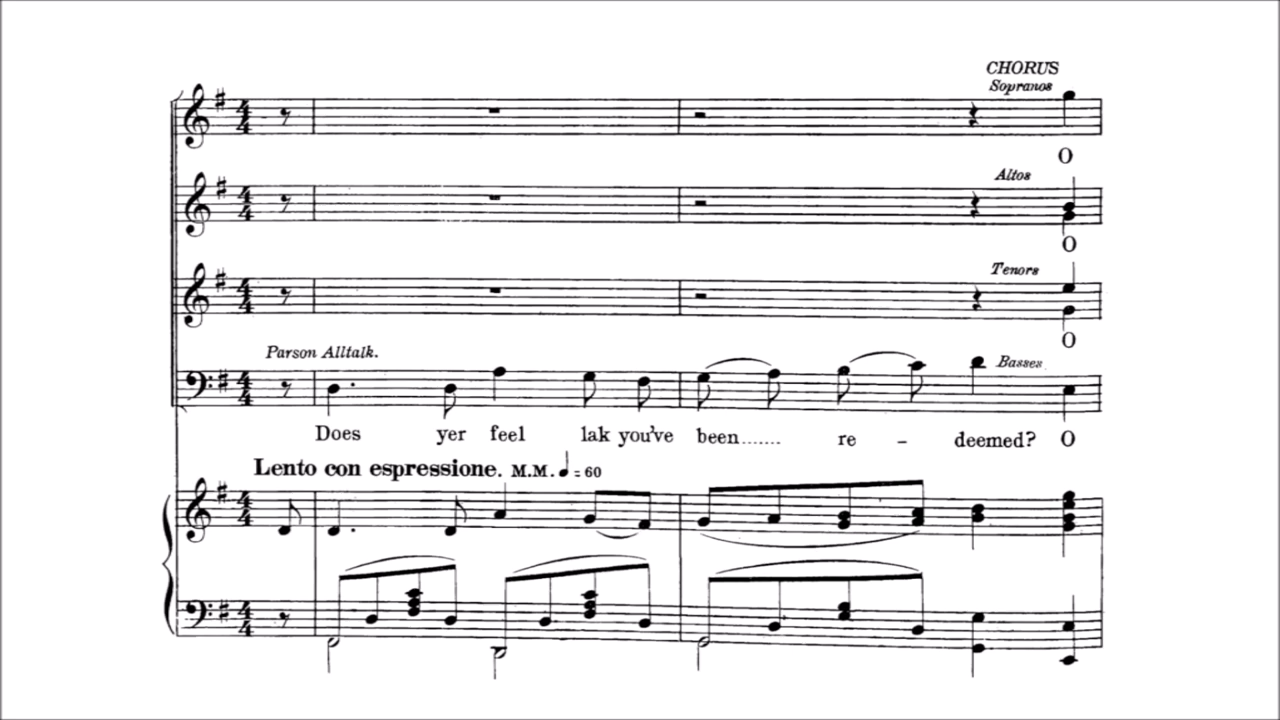 CHORUS
Sopranos
O
Altos
O
Tenors
O
Parson Alltalk.
Basses
Does yer feel lak you've been....... re - deemed? O
Lento con espressione. M.M. ♩ = 60